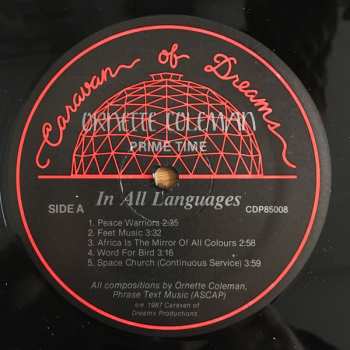 Caravan of Dreams
ORNETTE COLEMAN
PRIME TIME
In All Languages
SIDE A
CDP85008
1. Peace Warriors 2:35
2. Feet Music 3:32
3. Africa Is The Mirror Of All Colours 2:58
4. Word For Bird 3:16
5. Space Church (Continuous Service) 3:59
All compositions by Ornette Coleman,
Phrase Text Music (ASCAP)
1987 Caravan of
Dreams Productions